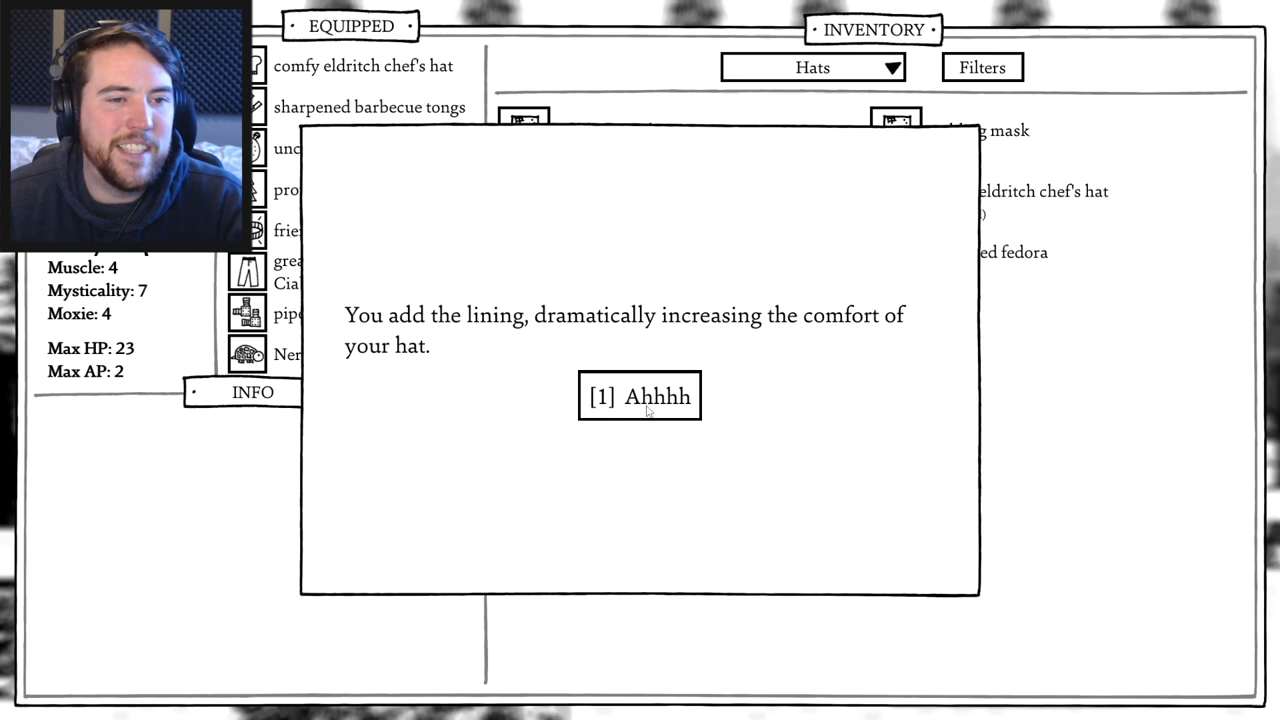 EQUIPPED
INVENTORY
comfy eldritch chef's hat
Hats
Filters
sharpened barbecue tongs
mask
eldritch chef's hat
fedora
Muscle: 4
Mysticality: 7
Moxie: 4
Max HP: 23
Max AP: 2
INFO
You add the lining, dramatically increasing the comfort of
your hat.
[1] Ahhhh